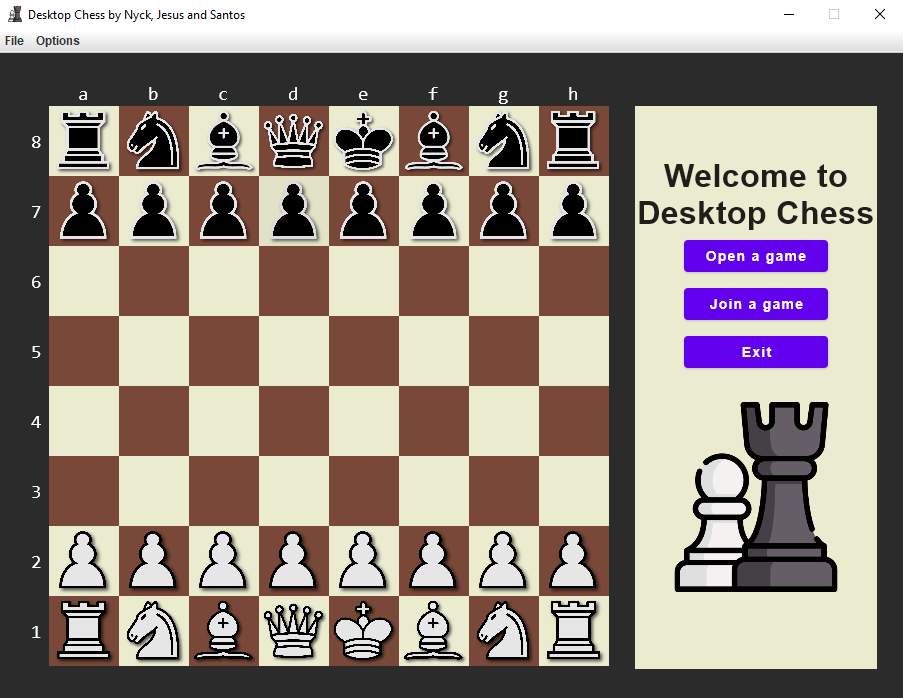 Desktop Chess by Nyck, Jesus and Santos
File Options
a b c d e f g h
8
7
6
5
4
3
2
1
Welcome to
Desktop Chess
Open a game
Join a game
Exit